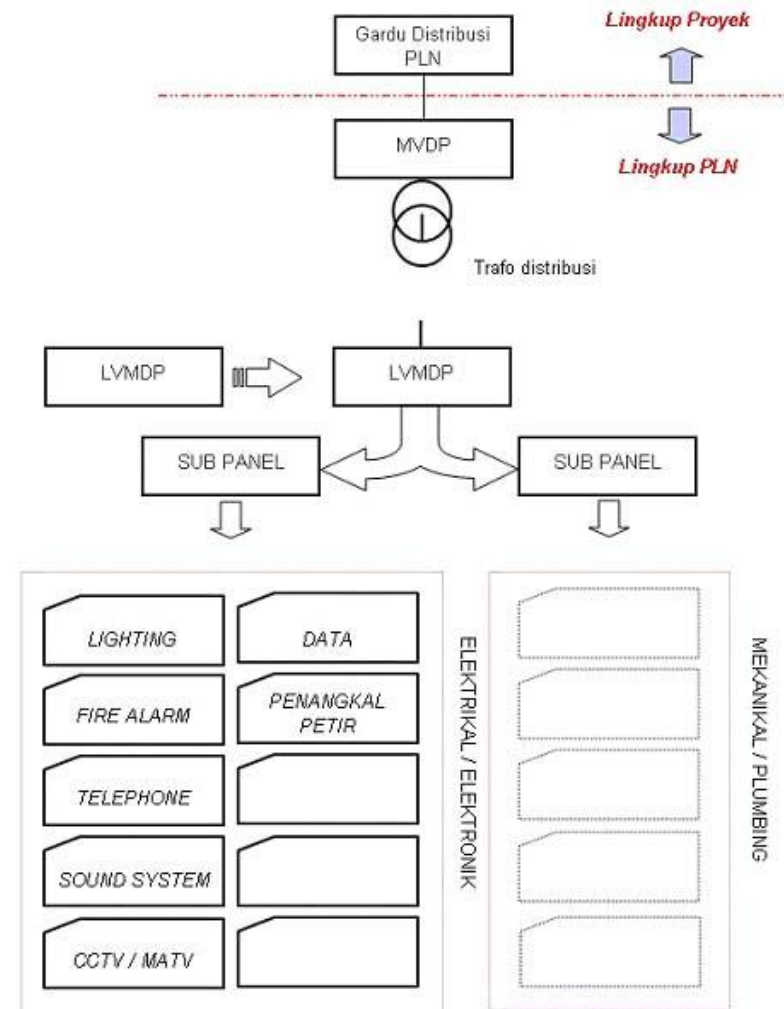 Gardu Distribusi
PLN
Lingkup Proyek
MVDP
Lingkup PLN
Trafo distribusi
LVMDP
LVMDP
SUB PANEL
SUB PANEL
LIGHTING
DATA
FIRE ALARM
PENANGKAL
PETIR
TELEPHONE
SOUND SYSTEM
CCTV / MATV
ELEKTRIKAL / ELEKTRONIK
MEKANIKAL / PLUMBING